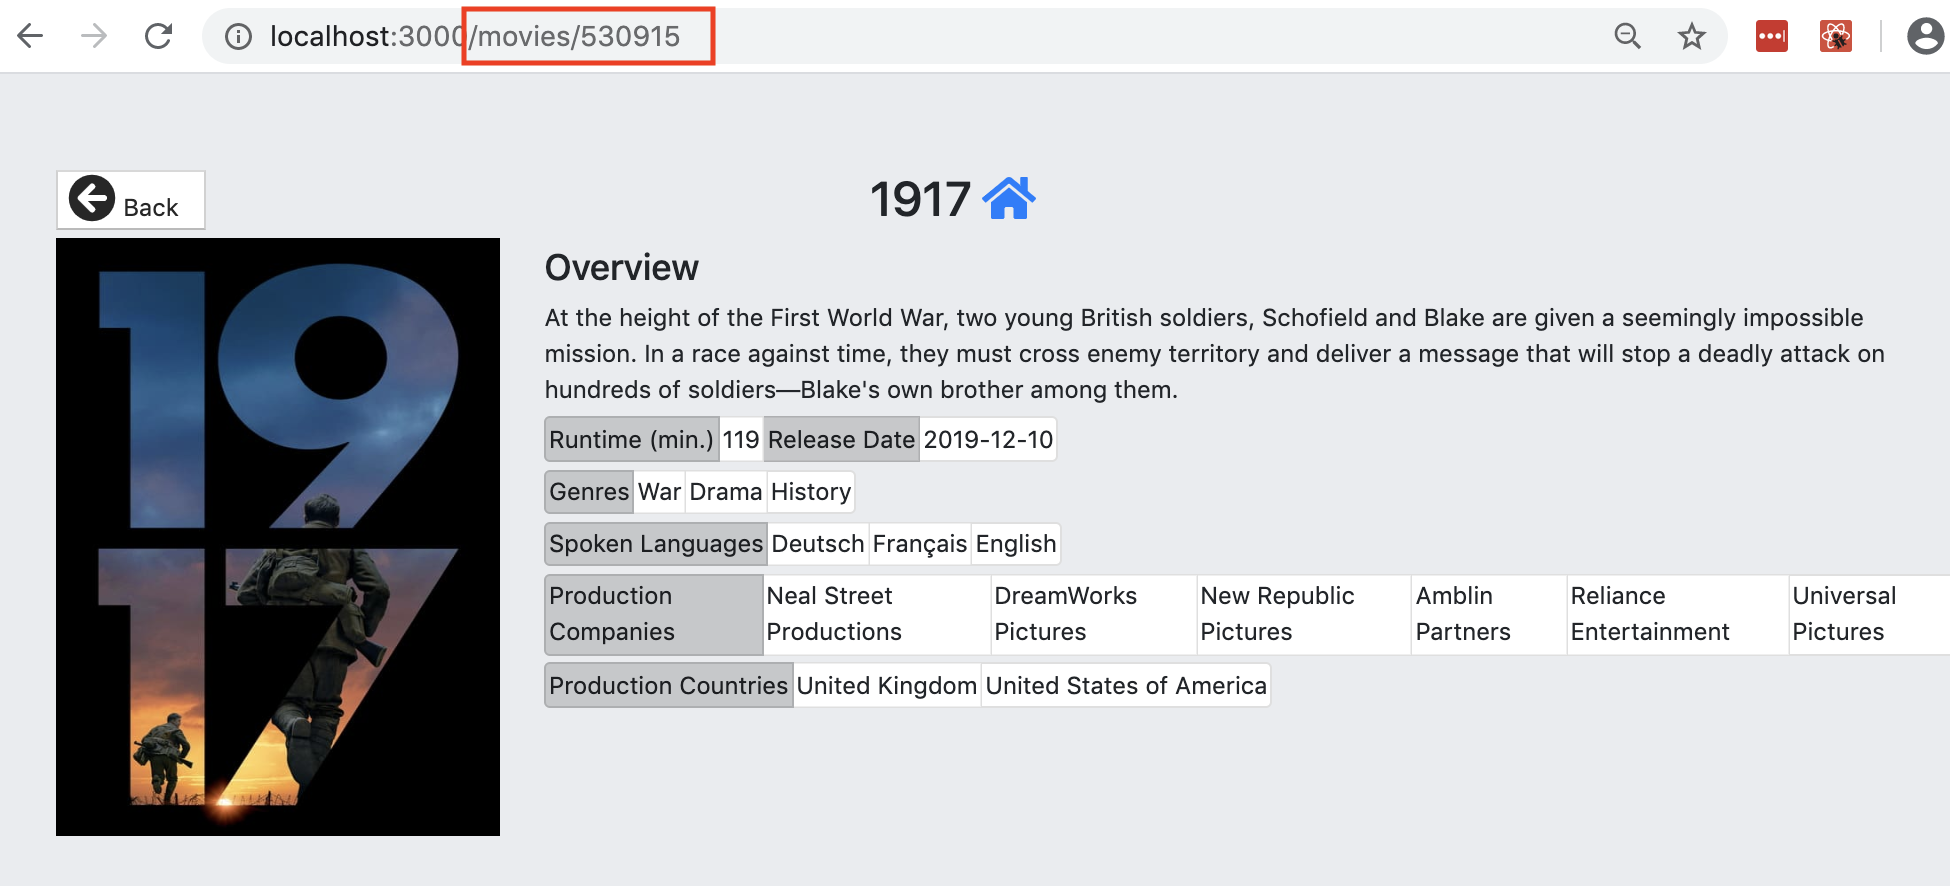 localhost:3000/movies/530915
Back
1917
19
17
Overview
At the height of the First World War, two young British soldiers, Schofield and Blake are given a seemingly impossible
mission. In a race against time, they must cross enemy territory and deliver a message that will stop a deadly attack on
hundreds of soldiers—Blake's own brother among them.
Runtime (min.) 119 Release Date 2019-12-10
Genres War Drama History
Spoken Languages Deutsch Français English
Production Companies Neal Street Productions DreamWorks Pictures New Republic Pictures Amblin Partners Reliance Entertainment Universal Pictures
Production Countries United Kingdom United States of America